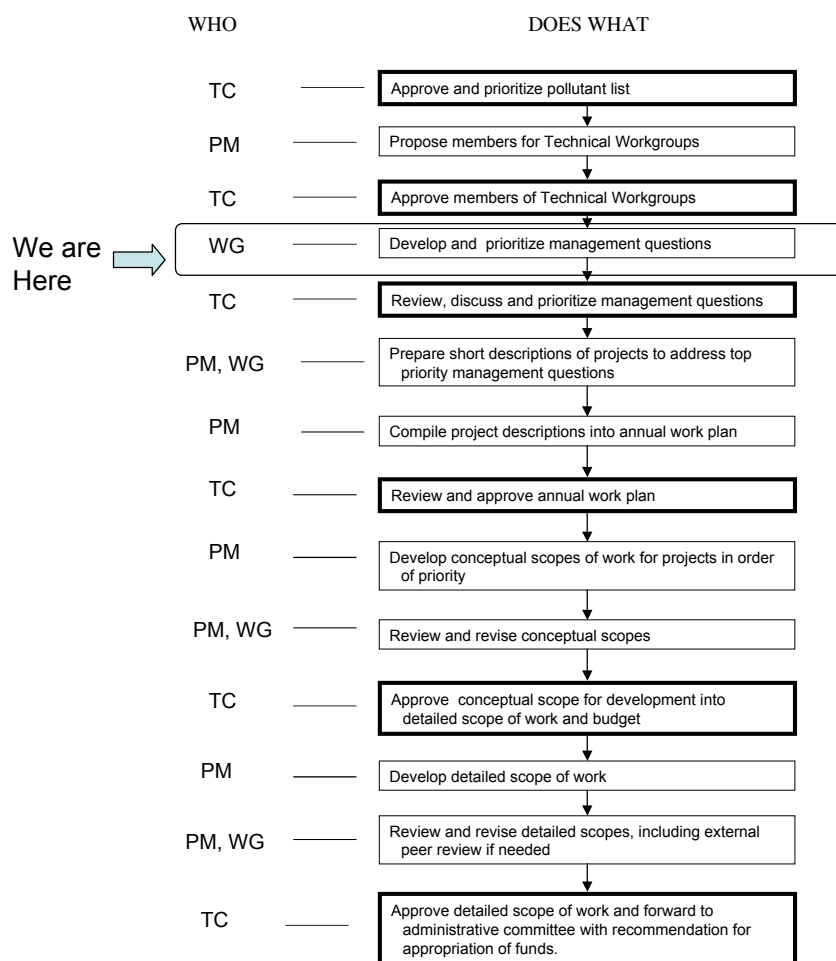 WHO DOES WHAT
TC Approve and prioritize pollutant list
PM Propose members for Technical Workgroups
TC Approve members of Technical Workgroups
We are
Here
WG Develop and prioritize management questions
TC Review, discuss and prioritize management questions
PM, WG Prepare short descriptions of projects to address top
priority management questions
PM Compile project descriptions into annual work plan
TC Review and approve annual work plan
PM Develop conceptual scopes of work for projects in order
of priority
PM, WG Review and revise conceptual scopes
TC Approve conceptual scope for development into
detailed scope of work and budget
PM Develop detailed scope of work
PM, WG Review and revise detailed scopes, including external
peer review if needed
TC Approve detailed scope of work and forward to
administrative committee with recommendation for
appropriation of funds.